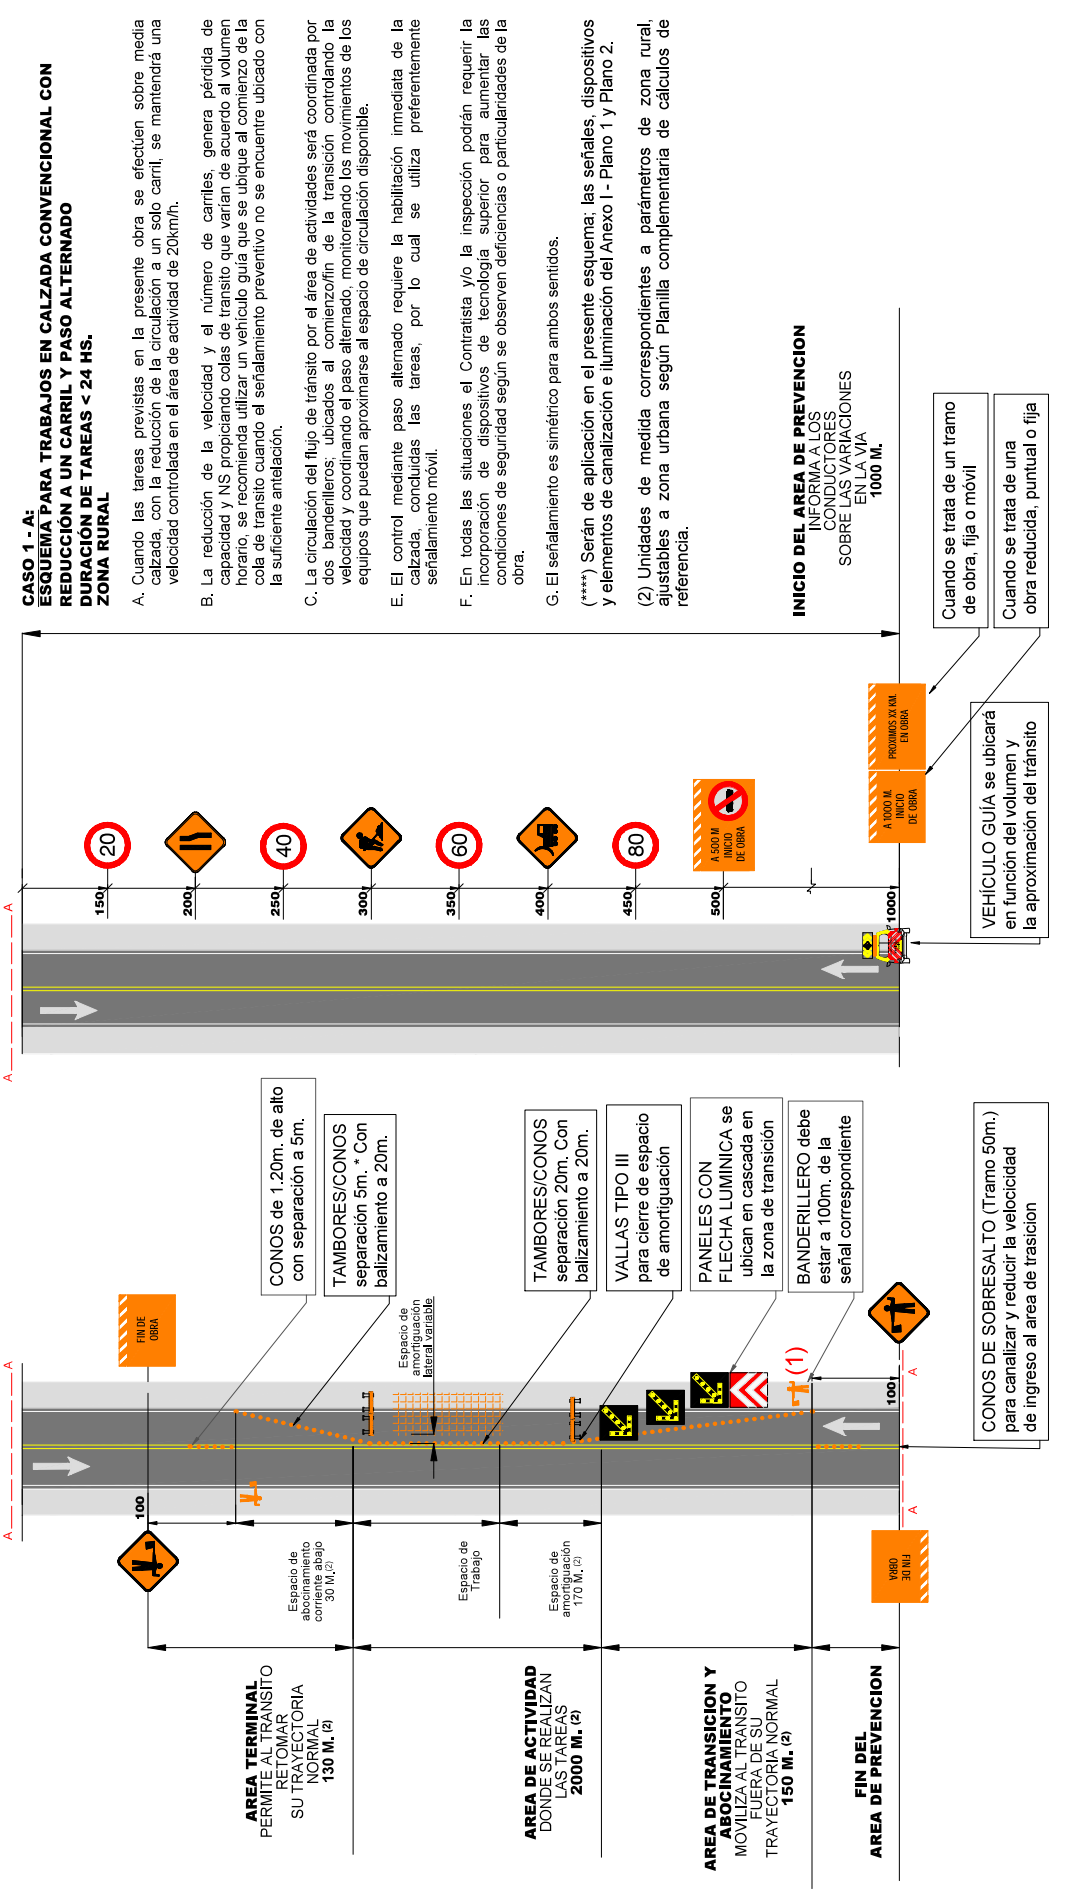 CASO 1 - A:
ESQUEMA PARA TRABAJOS EN CALZADA CONVENCIONAL CON
REDUCCIÓN A UN CARRIL Y PASO ALTERNADO
DURACIÓN DE TAREAS < 24 HS.
ZONA RURAL
A. Cuando las tareas previstas en la presente obra se efectúen sobre media
calzada, con la reducción de la circulación a un solo carril, se mantendrá una
velocidad controlada en el área de actividad de 20km/h.
B. La reducción de la velocidad y el número de carriles, genera pérdida de
capacidad y NS propiciando colas de transito que varían de acuerdo al volumen
horario, se recomienda utilizar un vehículo guía que se ubique al comienzo de la
cola de transito cuando el señalamiento preventivo no se encuentre ubicado con
la suficiente antelación.
C. La circulación del flujo de tránsito por el área de actividades será coordinada por
dos banderilleros; ubicados al comienzo/fin de la transición controlando la
velocidad y coordinando el paso alternado, monitoreando los movimientos de los
equipos que puedan aproximarse al espacio de circulación disponible.
E. El control mediante paso alternado requiere la habilitación inmediata de la
calzada, concluidas las tareas, por lo cual se utiliza preferentemente
señalamiento móvil.
F. En todas las situaciones el Contratista y/o la inspección podrán requerir la
incorporación de dispositivos de tecnología superior para aumentar las
condiciones de seguridad según se observen deficiencias o particularidades de la
obra.
G. El señalamiento es simétrico para ambos sentidos.
(****) Serán de aplicación en el presente esquema; las señales, dispositivos
y elementos de canalización e iluminación del Anexo I - Plano 1 y Plano 2.
(2) Unidades de medida correspondientes a parámetros de zona rural,
ajustables a zona urbana según Planilla complementaria de cálculos de
referencia.
INICIO DEL AREA DE PREVENCION
INFORMA A LOS
CONDUCTORES
SOBRE LAS VARIACIONES
EN LA VIA
1000 M.
Cuando se trata de un tramo
de obra, fija o móvil
Cuando se trata de una
obra reducida, puntual o fija
20
40
60
80
A 500 M
INICIO
DE OBRA
A 1000 M.
INICIO
DE OBRA
PROXIMOS XX KM.
EN OBRA
150
200
250
300
350
400
450
500
1000
VEHÍCULO GUÍA se ubicará
en función del volumen y
la aproximación del tránsito
A
A
CONOS de 1.20m. de alto
con separación a 5m.
TAMBORES/CONOS
separación 5m. * Con
balizamiento a 20m.
TAMBORES/CONOS
separación 20m. Con
balizamiento a 20m.
VALLAS TIPO III
para cierre de espacio
de amortiguación
PANELES CON
FLECHA LUMINICA se
ubican en cascada en
la zona de transición
BANDERILLERO debe
estar a 100m. de la
señal correspondiente
CONOS DE SOBRESALTO (Tramo 50m.)
para canalizar y reducir la velocicidad
de ingreso al area de trasicion
FIN DE
OBRA
Espacio de
amortiguación
lateral variable
(1)
100
A
A
A
A
100
FIN DE
OBRA
Espacio de
abocinamiento
corriente abajo
30 M.(2)
Espacio de
Trabajo
Espacio de
amortiguación
170 M. (2)
AREA TERMINAL
PERMITE AL TRANSITO
RETOMAR
SU TRAYECTORIA
NORMAL
130 M. (2)
AREA DE ACTIVIDAD
DONDE SE REALIZAN
LAS TAREAS
2000 M. (2)
AREA DE TRANSICION Y
ABOCINAMIENTO
MOVILIZA AL TRANSITO
FUERA DE SU
TRAYECTORIA NORMAL
150 M. (2)
FIN DEL
AREA DE PREVENCION